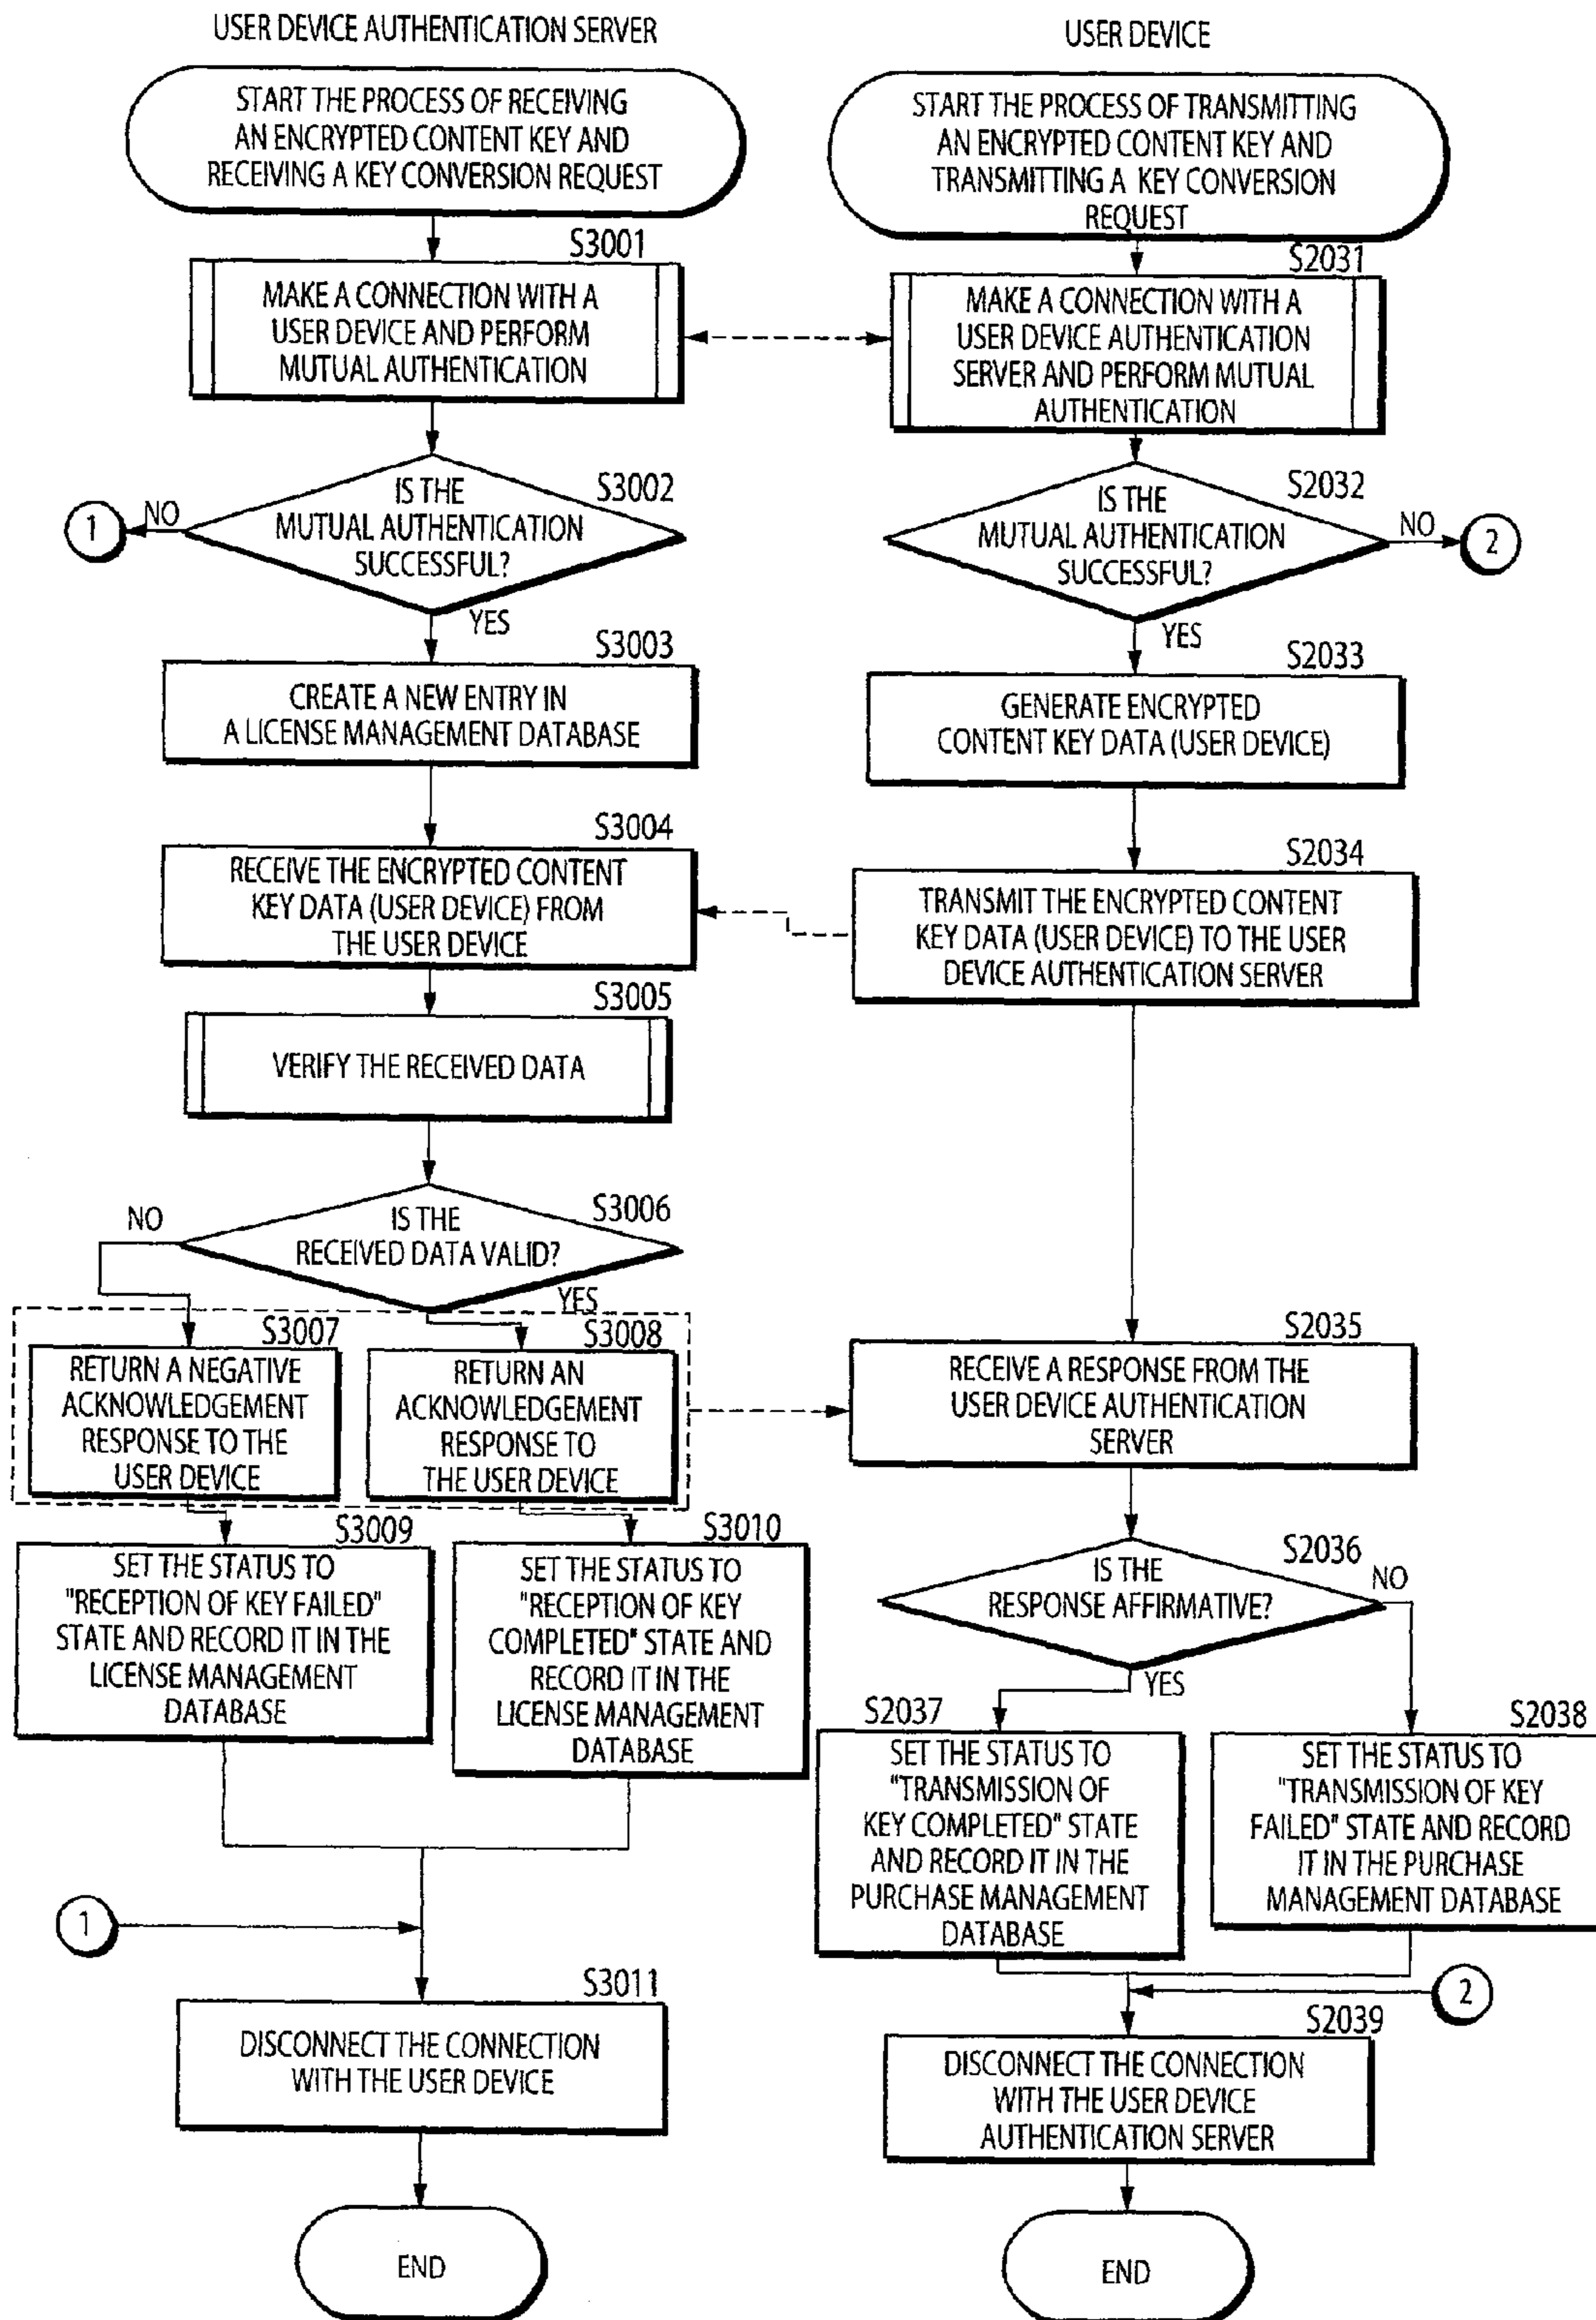 USER DEVICE AUTHENTICATION SERVER
START THE PROCESS OF RECEIVING
AN ENCRYPTED CONTENT KEY AND
RECEIVING A KEY CONVERSION REQUEST
S3001
MAKE A CONNECTION WITH A
USER DEVICE AND PERFORM
MUTUAL AUTHENTICATION
S3002
IS THE
MUTUAL AUTHENTICATION
SUCCESSFUL?
NO
1
YES
S3003
CREATE A NEW ENTRY IN
A LICENSE MANAGEMENT DATABASE
S3004
RECEIVE THE ENCRYPTED CONTENT
KEY DATA (USER DEVICE) FROM
THE USER DEVICE
S3005
VERIFY THE RECEIVED DATA
S3006
IS THE
RECEIVED DATA VALID?
NO
YES
S3007
RETURN A NEGATIVE
ACKNOWLEDGEMENT
RESPONSE TO THE
USER DEVICE
S3008
RETURN AN
ACKNOWLEDGEMENT
RESPONSE TO
THE USER DEVICE
S3009
SET THE STATUS TO
"RECEPTION OF KEY FAILED"
STATE AND RECORD IT IN THE
LICENSE MANAGEMENT
DATABASE
S3010
SET THE STATUS TO
"RECEPTION OF KEY
COMPLETED" STATE AND
RECORD IT IN THE
LICENSE MANAGEMENT
DATABASE
1
S3011
DISCONNECT THE CONNECTION
WITH THE USER DEVICE
END
USER DEVICE
START THE PROCESS OF TRANSMITTING
AN ENCRYPTED CONTENT KEY AND
TRANSMITTING A KEY CONVERSION
REQUEST
S2031
MAKE A CONNECTION WITH A
USER DEVICE AUTHENTICATION
SERVER AND PERFORM MUTUAL
AUTHENTICATION
S2032
IS THE
MUTUAL AUTHENTICATION
SUCCESSFUL?
NO
2
YES
S2033
GENERATE ENCRYPTED
CONTENT KEY DATA (USER DEVICE)
S2034
TRANSMIT THE ENCRYPTED CONTENT
KEY DATA (USER DEVICE) TO THE USER
DEVICE AUTHENTICATION SERVER
S2035
RECEIVE A RESPONSE FROM THE
USER DEVICE AUTHENTICATION
SERVER
S2036
IS THE
RESPONSE AFFIRMATIVE?
NO
YES
S2037
SET THE STATUS TO
"TRANSMISSION OF
KEY COMPLETED" STATE
AND RECORD IT IN THE
PURCHASE MANAGEMENT
DATABASE
S2038
SET THE STATUS TO
"TRANSMISSION OF KEY
FAILED" STATE AND RECORD
IT IN THE PURCHASE
MANAGEMENT DATABASE
2
S2039
DISCONNECT THE CONNECTION
WITH THE USER DEVICE
AUTHENTICATION SERVER
END